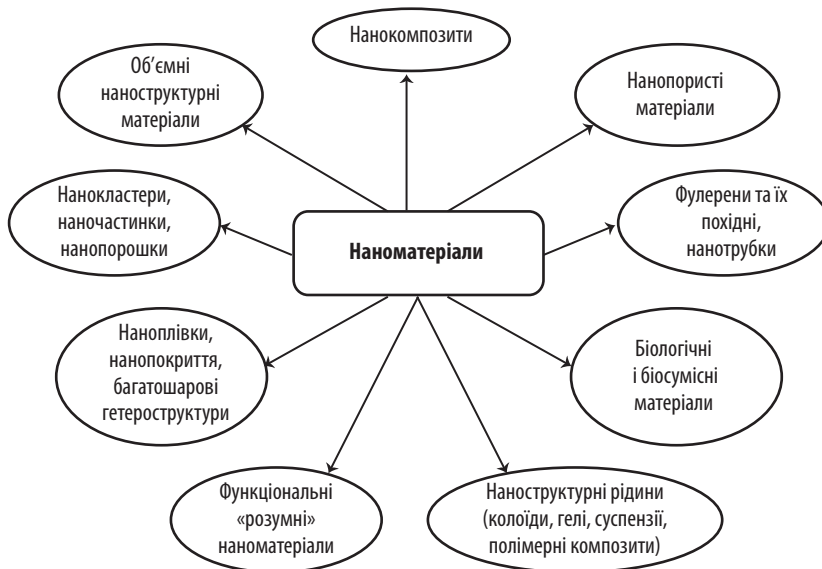 Нанокомпозити
Об’ємні
наноструктурні
матеріали
Нанопористі
матеріали
Нанокластери,
наночастинки,
нанопорошки
Наноматеріали
Фулерени та їх
похідні,
нанотрубки
Наноплівки,
нанопокриття,
багатошарові
гетероструктури
Біологічні
і біосумісні
матеріали
Функціональні
«розумні»
наноматеріали
Наноструктурні рідини
(колоїди, гелі, суспензії,
полімерні композити)